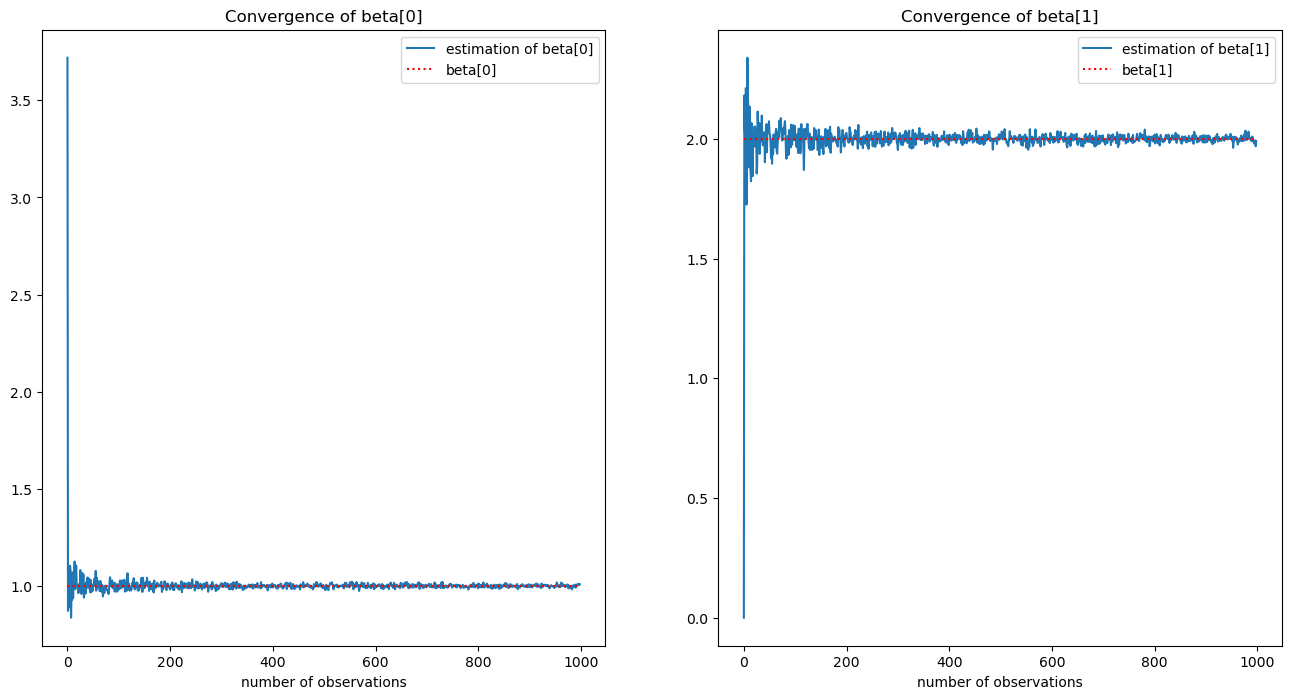 Convergence of beta[0]
estimation of beta[0]
beta[0]
3.5
3.0
2.5
2.0
1.5
1.0
0 200 400 600 800 1000
number of observations
Convergence of beta[1]
estimation of beta[1]
beta[1]
2.0
1.5
1.0
0.5
0.0
0 200 400 600 800 1000
number of observations